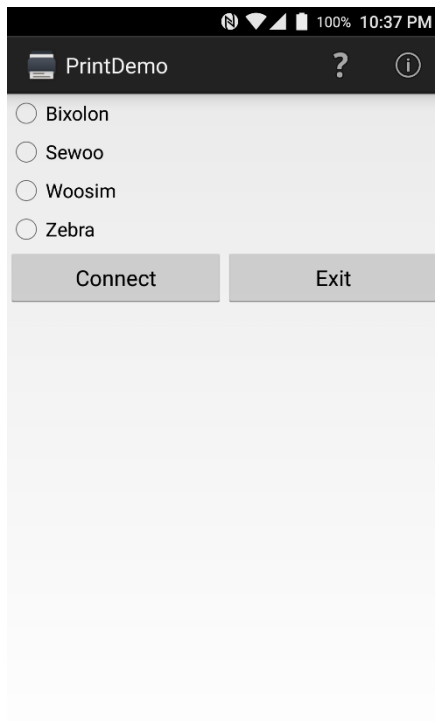 100% 10:37 PM
PrintDemo ?
Bixolon
Sewoo
Woosim
Zebra
Connect Exit